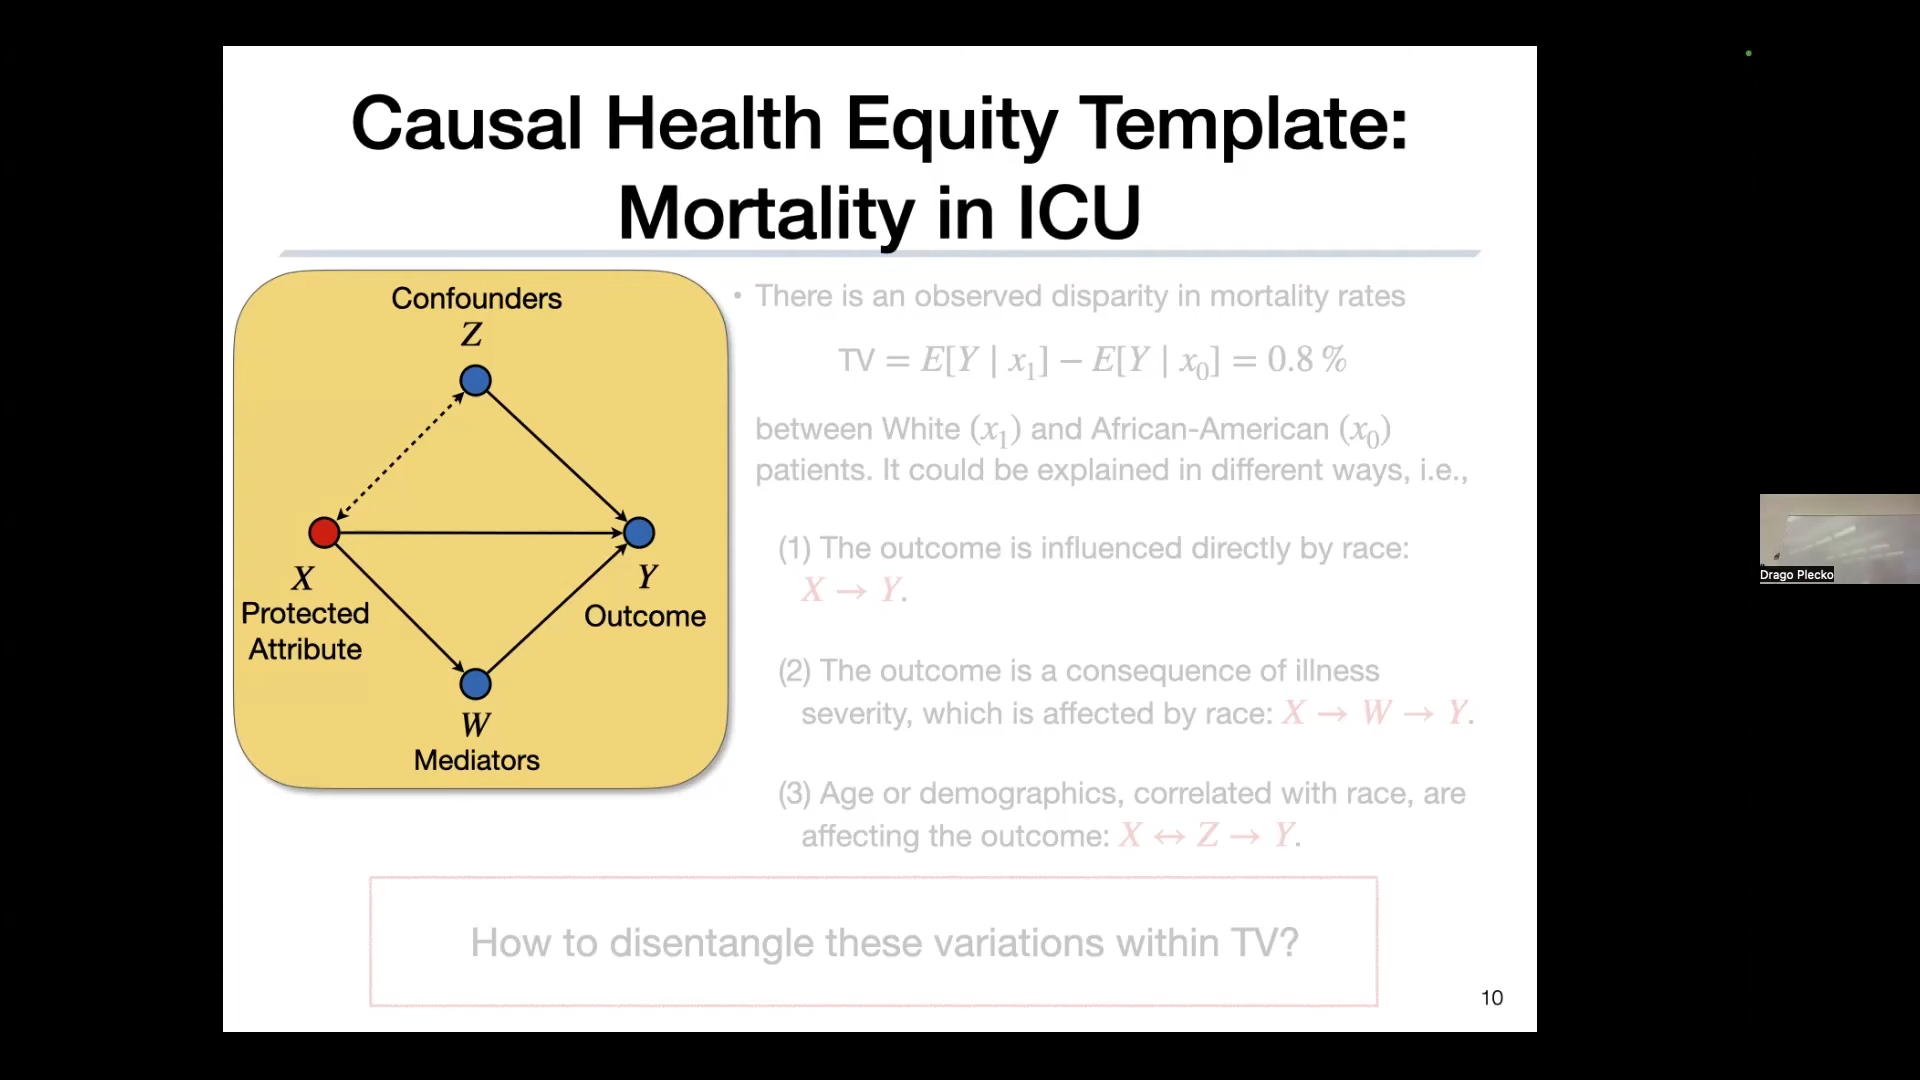 Causal Health Equity Template:
Mortality in ICU
Confounders
Z
X
Protected
Attribute
Y
Outcome
W
Mediators
• There is an observed disparity in mortality rates
TV = E[Y | x₁] − E[Y | x₀] = 0.8 %
between White (x₁) and African-American (x₀)
patients. It could be explained in different ways, i.e.,
(1) The outcome is influenced directly by race:
X → Y.
(2) The outcome is a consequence of illness
severity, which is affected by race: X → W → Y.
(3) Age or demographics, correlated with race, are
affecting the outcome: X ↔ Z → Y.
How to disentangle these variations within TV?
10
Drago Plecko